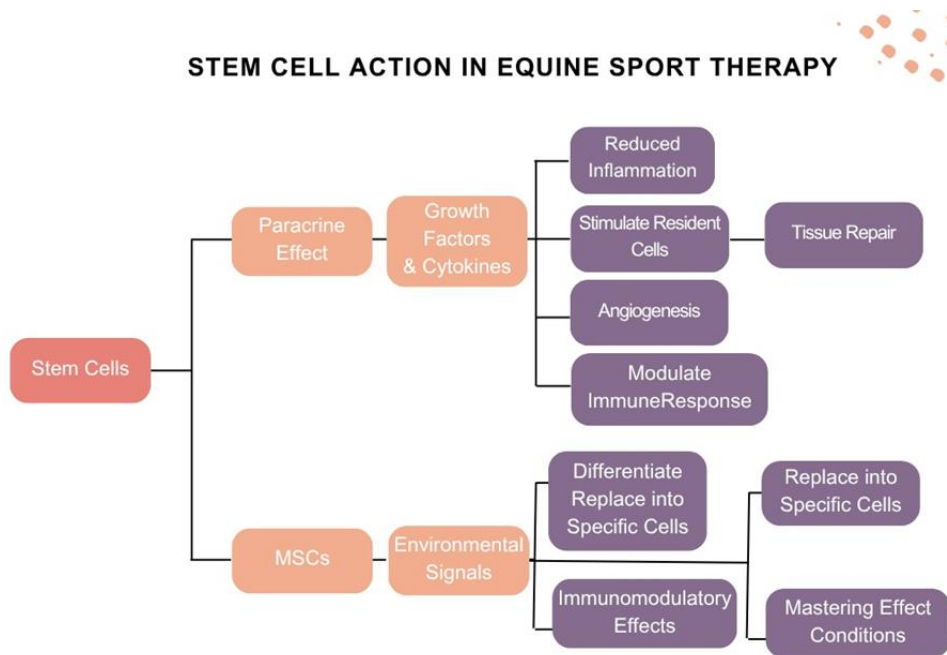 STEM CELL ACTION IN EQUINE SPORT THERAPY
Reduced
Inflammation
Paracrine
Effect
Growth
Factors
& Cytokines
Stimulate Resident
Cells
Tissue Repair
Angiogenesis
Stem Cells
Modulate
ImmuneResponse
Differentiate
Replace into
Specific Cells
Replace into
Specific Cells
MSCs
Environmental
Signals
Immunomodulatory
Effects
Mastering Effect
Conditions